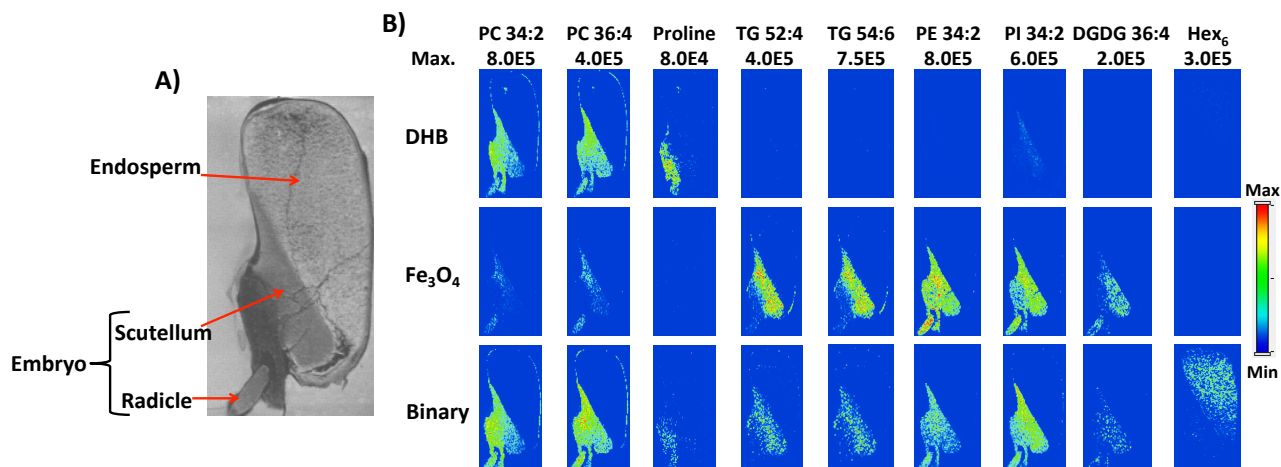 A)
Endosperm
Scutellum
Embryo
Radicle
B)
PC 34:2 PC 36:4 Proline TG 52:4 TG 54:6 PE 34:2 PI 34:2 DGDG 36:4 Hex₆
Max. 8.0E5 4.0E5 8.0E4 4.0E5 7.5E5 8.0E5 6.0E5 2.0E5 3.0E5
DHB
Fe₃O₄
Binary
Max
Min